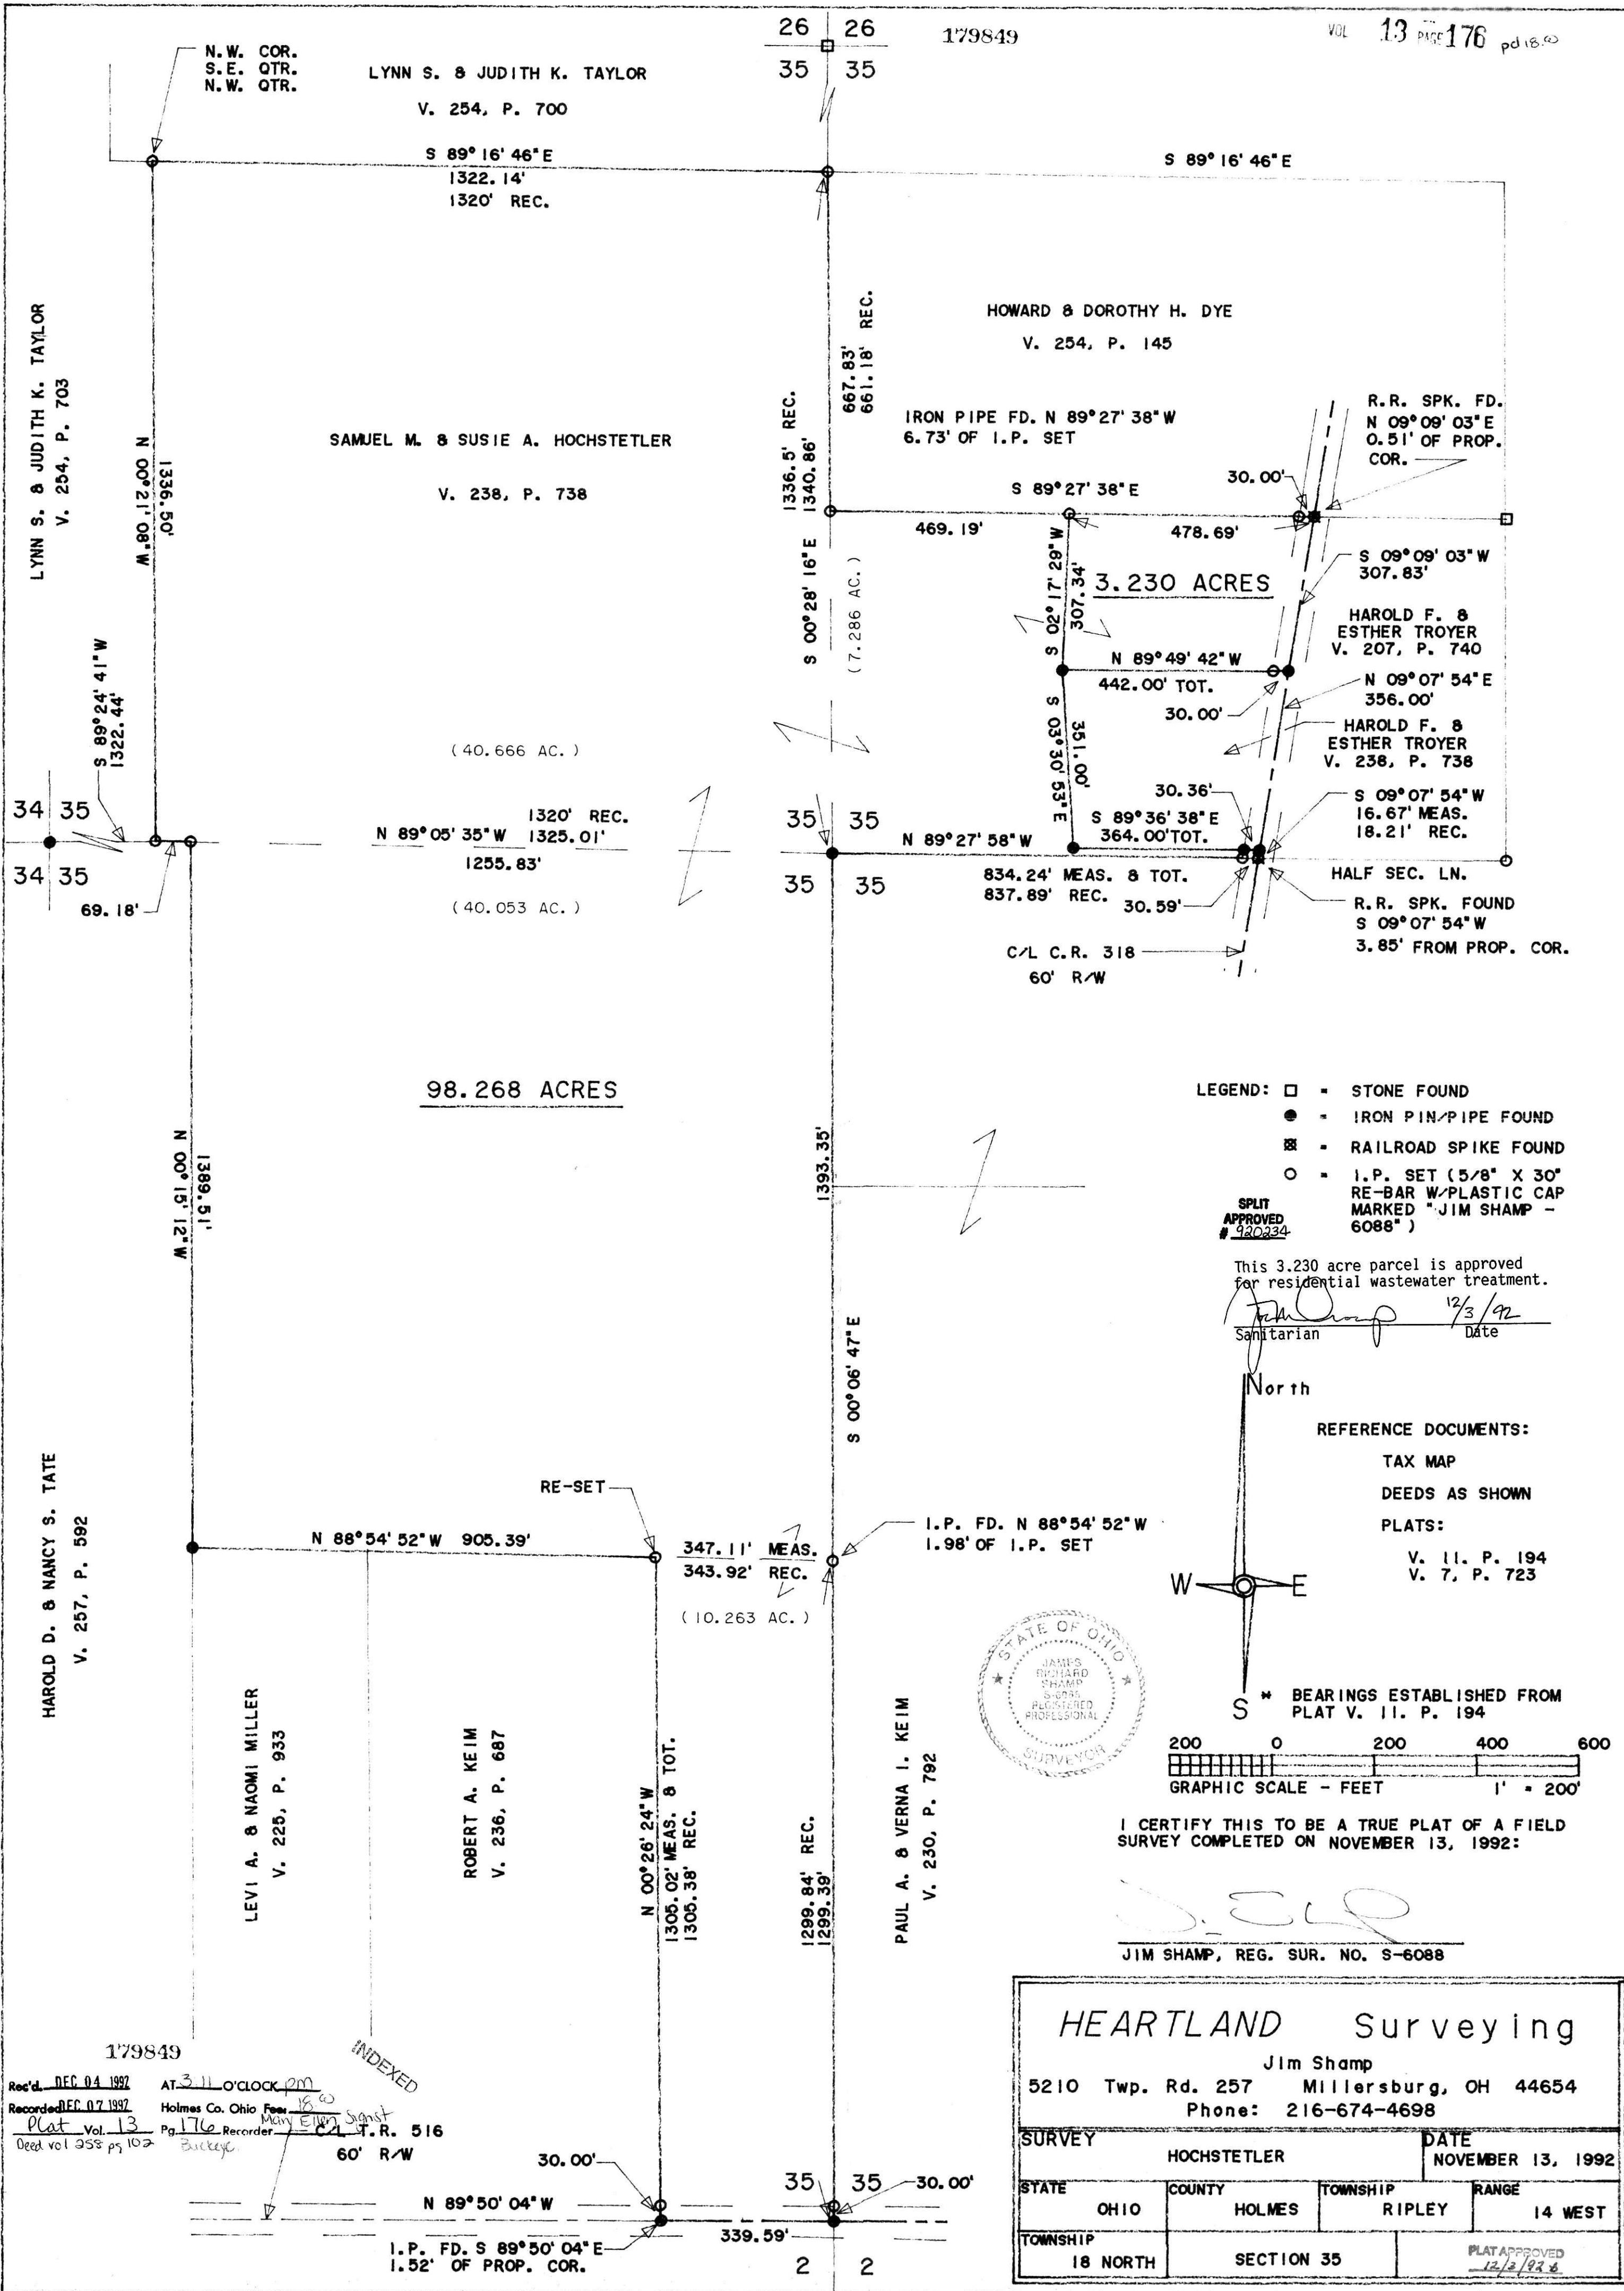 26 26
35 35
179849
VOL 13 PAGE 176 pd 18.00
N.W. COR.
S.E. QTR.
N.W. QTR.
LYNN S. & JUDITH K. TAYLOR
V. 254, P. 700
S 89° 16' 46" E
1322.14'
1320' REC.
S 89° 16' 46" E
LYNN S. & JUDITH K. TAYLOR
V. 254, P. 703
N 00° 21' 08" W
1336.50'
SAMUEL M. & SUSIE A. HOCHSTETLER
V. 238, P. 738
1336.5' REC.
1340.86'
S 00° 28' 16" E
667.83'
661.18' REC.
(7.286 AC.)
HOWARD & DOROTHY H. DYE
V. 254, P. 145
IRON PIPE FD. N 89° 27' 38" W
6.73' OF I.P. SET
R.R. SPK. FD.
N 09° 09' 03" E
0.51' OF PROP.
COR.
S 89° 27' 38" E
30.00'
469.19'
478.69'
S 02° 17' 29" W
307.34'
3.230 ACRES
S 09° 09' 03" W
307.83'
HAROLD F. &
ESTHER TROYER
V. 207, P. 740
N 89° 49' 42" W
442.00' TOT.
30.00'
N 09° 07' 54" E
356.00'
HAROLD F. &
ESTHER TROYER
V. 238, P. 738
S 03° 30' 53" E
351.00'
30.36'
S 89° 36' 38" E
364.00' TOT.
S 09° 07' 54" W
16.67' MEAS.
18.21' REC.
S 89° 24' 41" W
1322.44'
(40.666 AC.)
34 35
34 35
69.18'
N 89° 05' 35" W
1320' REC.
1325.01'
1255.83'
(40.053 AC.)
35 35
35 35
N 89° 27' 58" W
834.24' MEAS. & TOT.
837.89' REC.
30.59'
HALF SEC. LN.
R.R. SPK. FOUND
S 09° 07' 54" W
3.85' FROM PROP. COR.
C/L C.R. 318
60' R/W
98.268 ACRES
N 00° 15' 12" W
1389.51'
1393.35'
S 00° 06' 47" E
LEGEND: □ = STONE FOUND
● = IRON PIN/PIPE FOUND
⊠ = RAILROAD SPIKE FOUND
○ = I.P. SET (5/8" X 30"
RE-BAR W/PLASTIC CAP
MARKED "JIM SHAMP -
6088")
SPLIT
APPROVED
# 920234
This 3.230 acre parcel is approved
for residential wastewater treatment.
12/3/92
Sanitarian Date
North
W E
S
REFERENCE DOCUMENTS:
TAX MAP
DEEDS AS SHOWN
PLATS:
V. 11. P. 194
V. 7, P. 723
HAROLD D. & NANCY S. TATE
V. 257, P. 592
RE-SET
N 88° 54' 52" W 905.39'
347.11' MEAS.
343.92' REC.
(10.263 AC.)
I.P. FD. N 88° 54' 52" W
1.98' OF I.P. SET
STATE OF OHIO
JAMES
RICHARD
SHAMP
S-6088
REGISTERED
PROFESSIONAL
SURVEYOR
* BEARINGS ESTABLISHED FROM
PLAT V. 11. P. 194
200 0 200 400 600
GRAPHIC SCALE - FEET 1' = 200'
LEVI A. & NAOMI MILLER
V. 225, P. 933
ROBERT A. KEIM
V. 236, P. 687
N 00° 26' 24" W
1305.02' MEAS. & TOT.
1305.38' REC.
1299.84' REC.
1299.39'
PAUL A. & VERNA I. KEIM
V. 230, P. 792
I CERTIFY THIS TO BE A TRUE PLAT OF A FIELD
SURVEY COMPLETED ON NOVEMBER 13, 1992:
JIM SHAMP, REG. SUR. NO. S-6088
179849
INDEXED
Rec'd. DEC 04 1992 AT 3:11 O'CLOCK PM
Recorded DEC 07 1992 Holmes Co. Ohio Fee 18.00
Plat Vol. 13 Pg 176 Recorder Mary Ellen Signist
Deed vol 258 pg 102 Buckeye
C/L T.R. 516
60' R/W
30.00'
35 35
30.00'
N 89° 50' 04" W
339.59'
I.P. FD. S 89° 50' 04" E
1.52' OF PROP. COR.
2 2
HEARTLAND Surveying
Jim Shamp
5210 Twp. Rd. 257 Millersburg, OH 44654
Phone: 216-674-4698
SURVEY HOCHSTETLER
DATE NOVEMBER 13, 1992
STATE OHIO
COUNTY HOLMES
TOWNSHIP RIPLEY
RANGE 14 WEST
TOWNSHIP 18 NORTH
SECTION 35
PLAT APPROVED
12/3/92